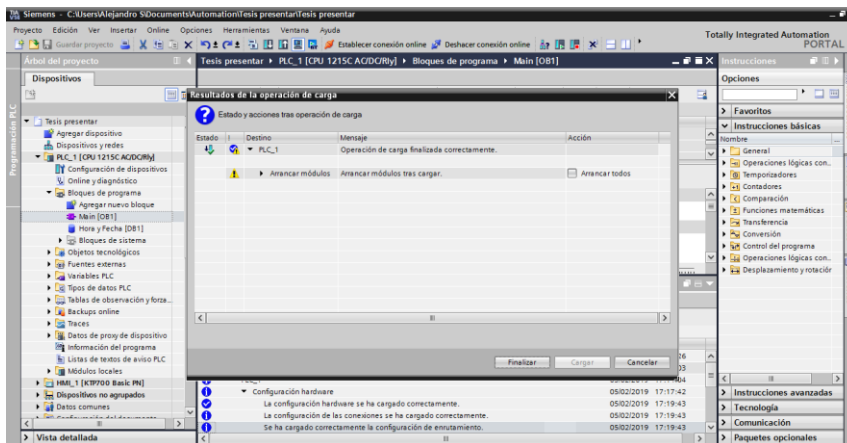 Siemens - C:\Users\Alejandro S\Documents\Automation\Tesis presentar\Tesis presentar
Proyecto Edición Ver Insertar Online Opciones Herramientas Ventana Ayuda
Totally Integrated Automation
PORTAL
Guardar proyecto
Establecer conexión online
Deshacer conexión online
Árbol del proyecto
Tesis presentar PLC_1 [CPU 1215C AC/DC/Rly] Bloques de programa Main [OB1]
Instrucciones
Dispositivos
Opciones
Programación PLC
Resultados de la operación de carga
Estado y acciones tras operación de carga
Estado ! Destino Mensaje Acción
PLC_1 Operación de carga finalizada correctamente.
Arrancar módulos Arrancar módulos tras cargar. Arrancar todos
Finalizar Cargar Cancelar
Tesis presentar
Agregar dispositivo
Dispositivos y redes
PLC_1 [CPU 1215C AC/DC/Rly]
Configuración de dispositivos
Online y diagnóstico
Bloques de programa
Agregar nuevo bloque
Main [OB1]
Hora y Fecha [DB1]
Bloques de sistema
Objetos tecnológicos
Fuentes externas
Variables PLC
Tipos de datos PLC
Tablas de observación y forza...
Backups online
Traces
Datos de proxy de dispositivo
Información del programa
Listas de textos de aviso PLC
Módulos locales
HMI_1 [KTP700 Basic PN]
Dispositivos no agrupados
Datos comunes
Vista detallada
Favoritos
Instrucciones básicas
Nombre
General
Operaciones lógicas con...
Temporizadores
Contadores
Comparación
Funciones matemáticas
Transferencia
Conversión
Control del programa
Operaciones lógicas con...
Desplazamiento y rotación
Instrucciones avanzadas
Tecnología
Comunicación
Paquetes opcionales
Configuración hardware 05/02/2019 17:17:42
La configuración hardware se ha cargado correctamente. 05/02/2019 17:19:43
La configuración de las conexiones se ha cargado correctamente. 05/02/2019 17:19:43
Se ha cargado correctamente la configuración de enrutamiento. 05/02/2019 17:19:43